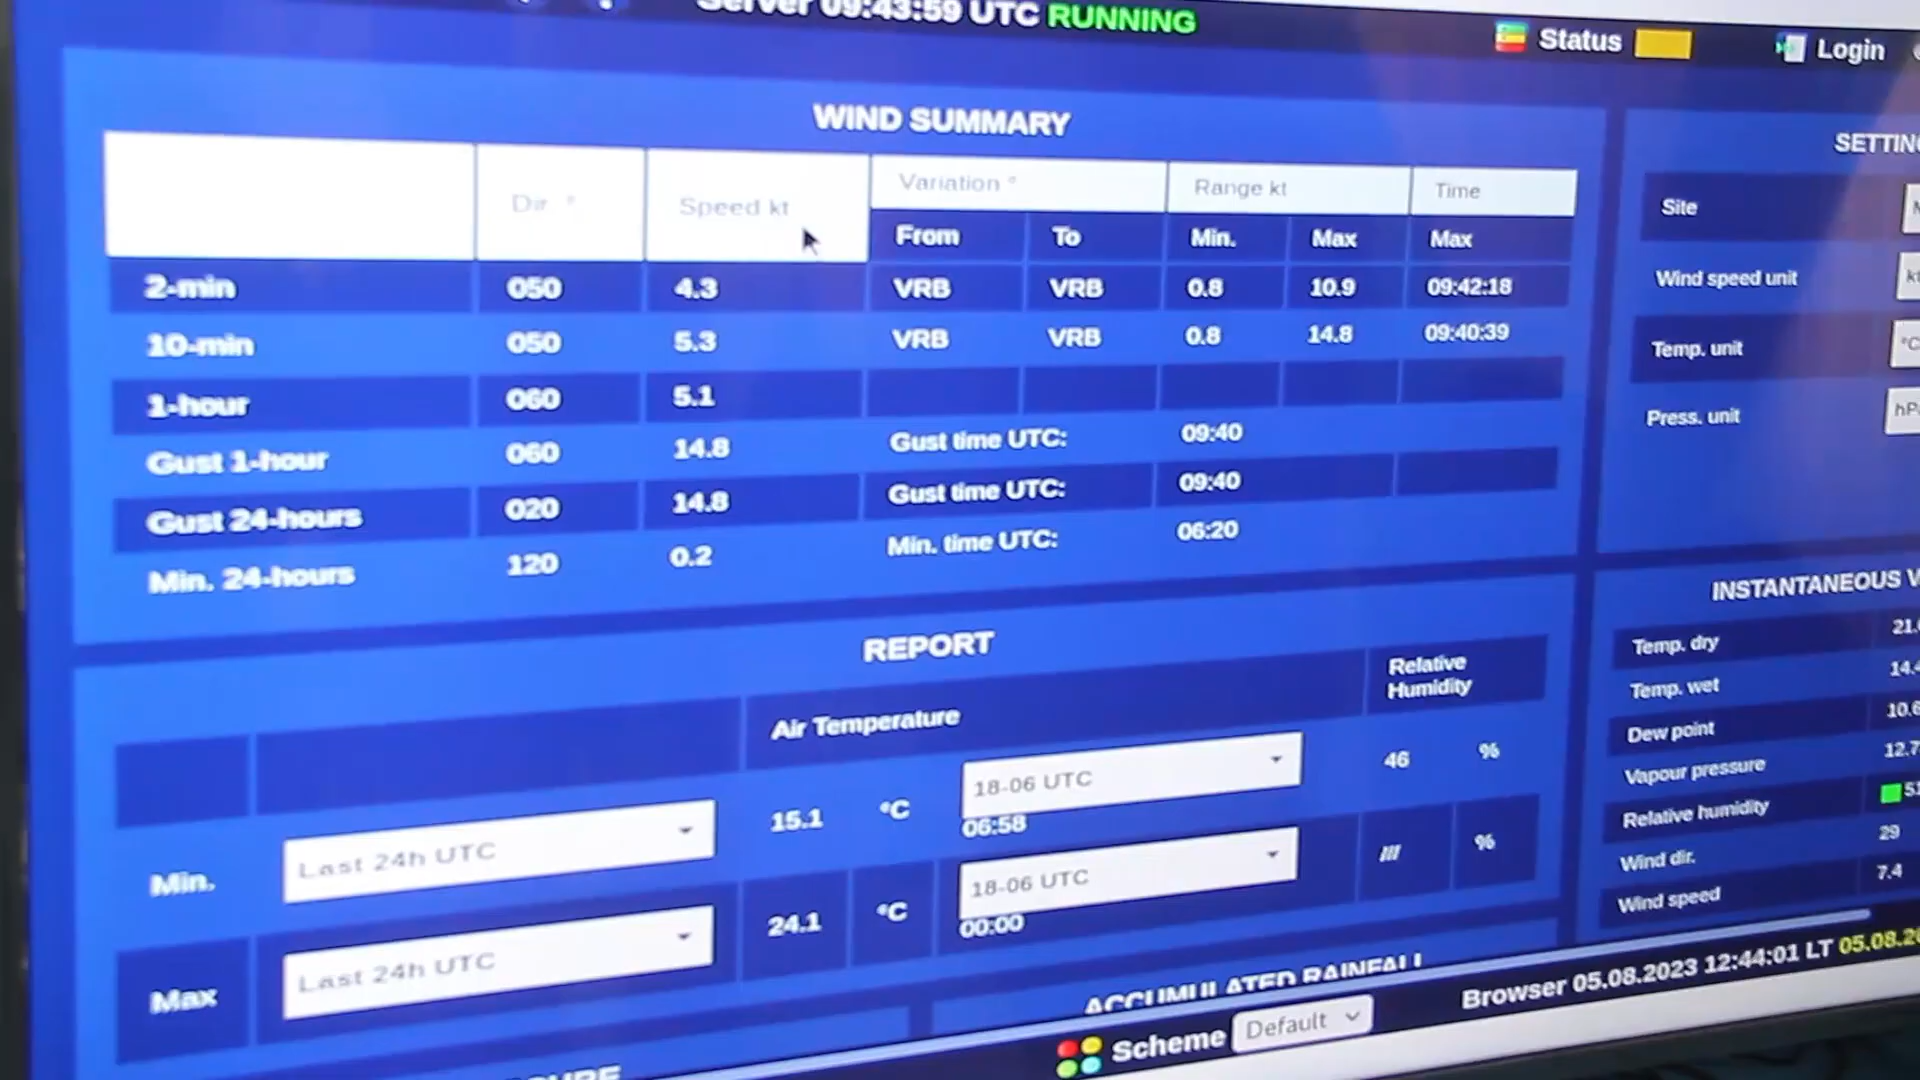 Server 09:43:59 UTC RUNNING
Status
Login
WIND SUMMARY
Dir. ° Speed kt Variation ° Range kt Time
From To Min. Max Max
2-min 050 4.3 VRB VRB 0.8 10.9 09:42:18
10-min 050 5.3 VRB VRB 0.8 14.8 09:40:39
1-hour 060 5.1
Gust 1-hour 060 14.8 Gust time UTC: 09:40
Gust 24-hours 020 14.8 Gust time UTC: 09:40
Min. 24-hours 120 0.2 Min. time UTC: 06:20
Site
Wind speed unit
Temp. unit °C
Press. unit
REPORT
Air Temperature
Relative
Humidity
Min. Last 24h UTC 15.1 °C 18-06 UTC 46 %
06:58
Max Last 24h UTC 24.1 °C 18-06 UTC /// %
00:00
INSTANTANEOUS
Temp. dry
Temp. wet
Dew point
Vapour pressure
Relative humidity
Wind dir. 29
Wind speed 7.4
ACCUMULATED RAINFALL
Scheme Default
Browser 05.08.2023 12:44:01 LT